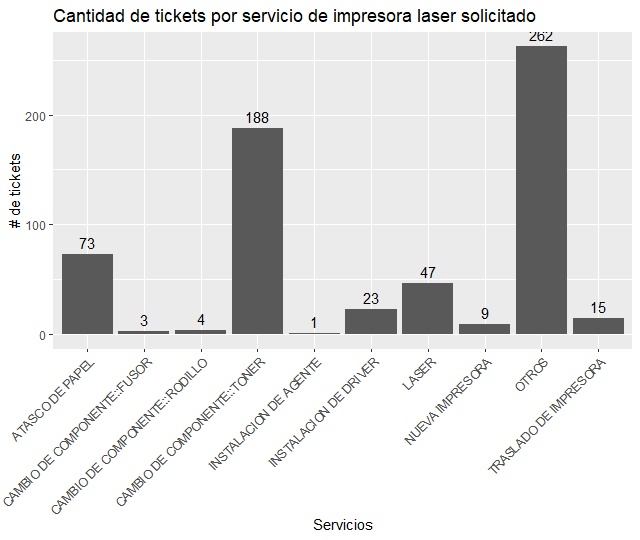 Cantidad de tickets por servicio de impresora laser solicitado
# de tickets
200
100
0
73
3
4
188
1
23
47
9
262
15
ATASCO DE PAPEL
CAMBIO DE COMPONENTE::FUSOR
CAMBIO DE COMPONENTE::RODILLO
CAMBIO DE COMPONENTE::TONER
INSTALACION DE AGENTE
INSTALACION DE DRIVER
LASER
NUEVA IMPRESORA
OTROS
TRASLADO DE IMPRESORA
Servicios